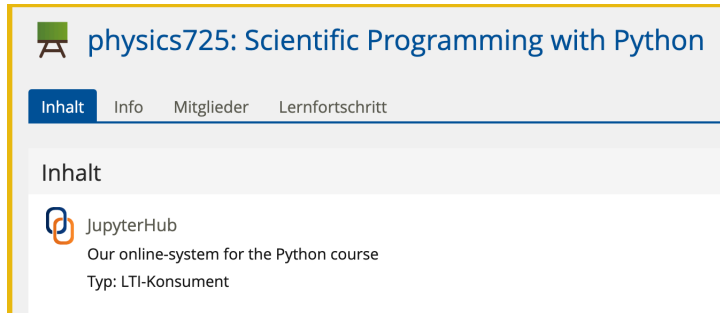 physics725: Scientific Programming with Python
Inhalt Info Mitglieder Lernfortschritt
Inhalt
JupyterHub
Our online-system for the Python course
Typ: LTI-Konsument